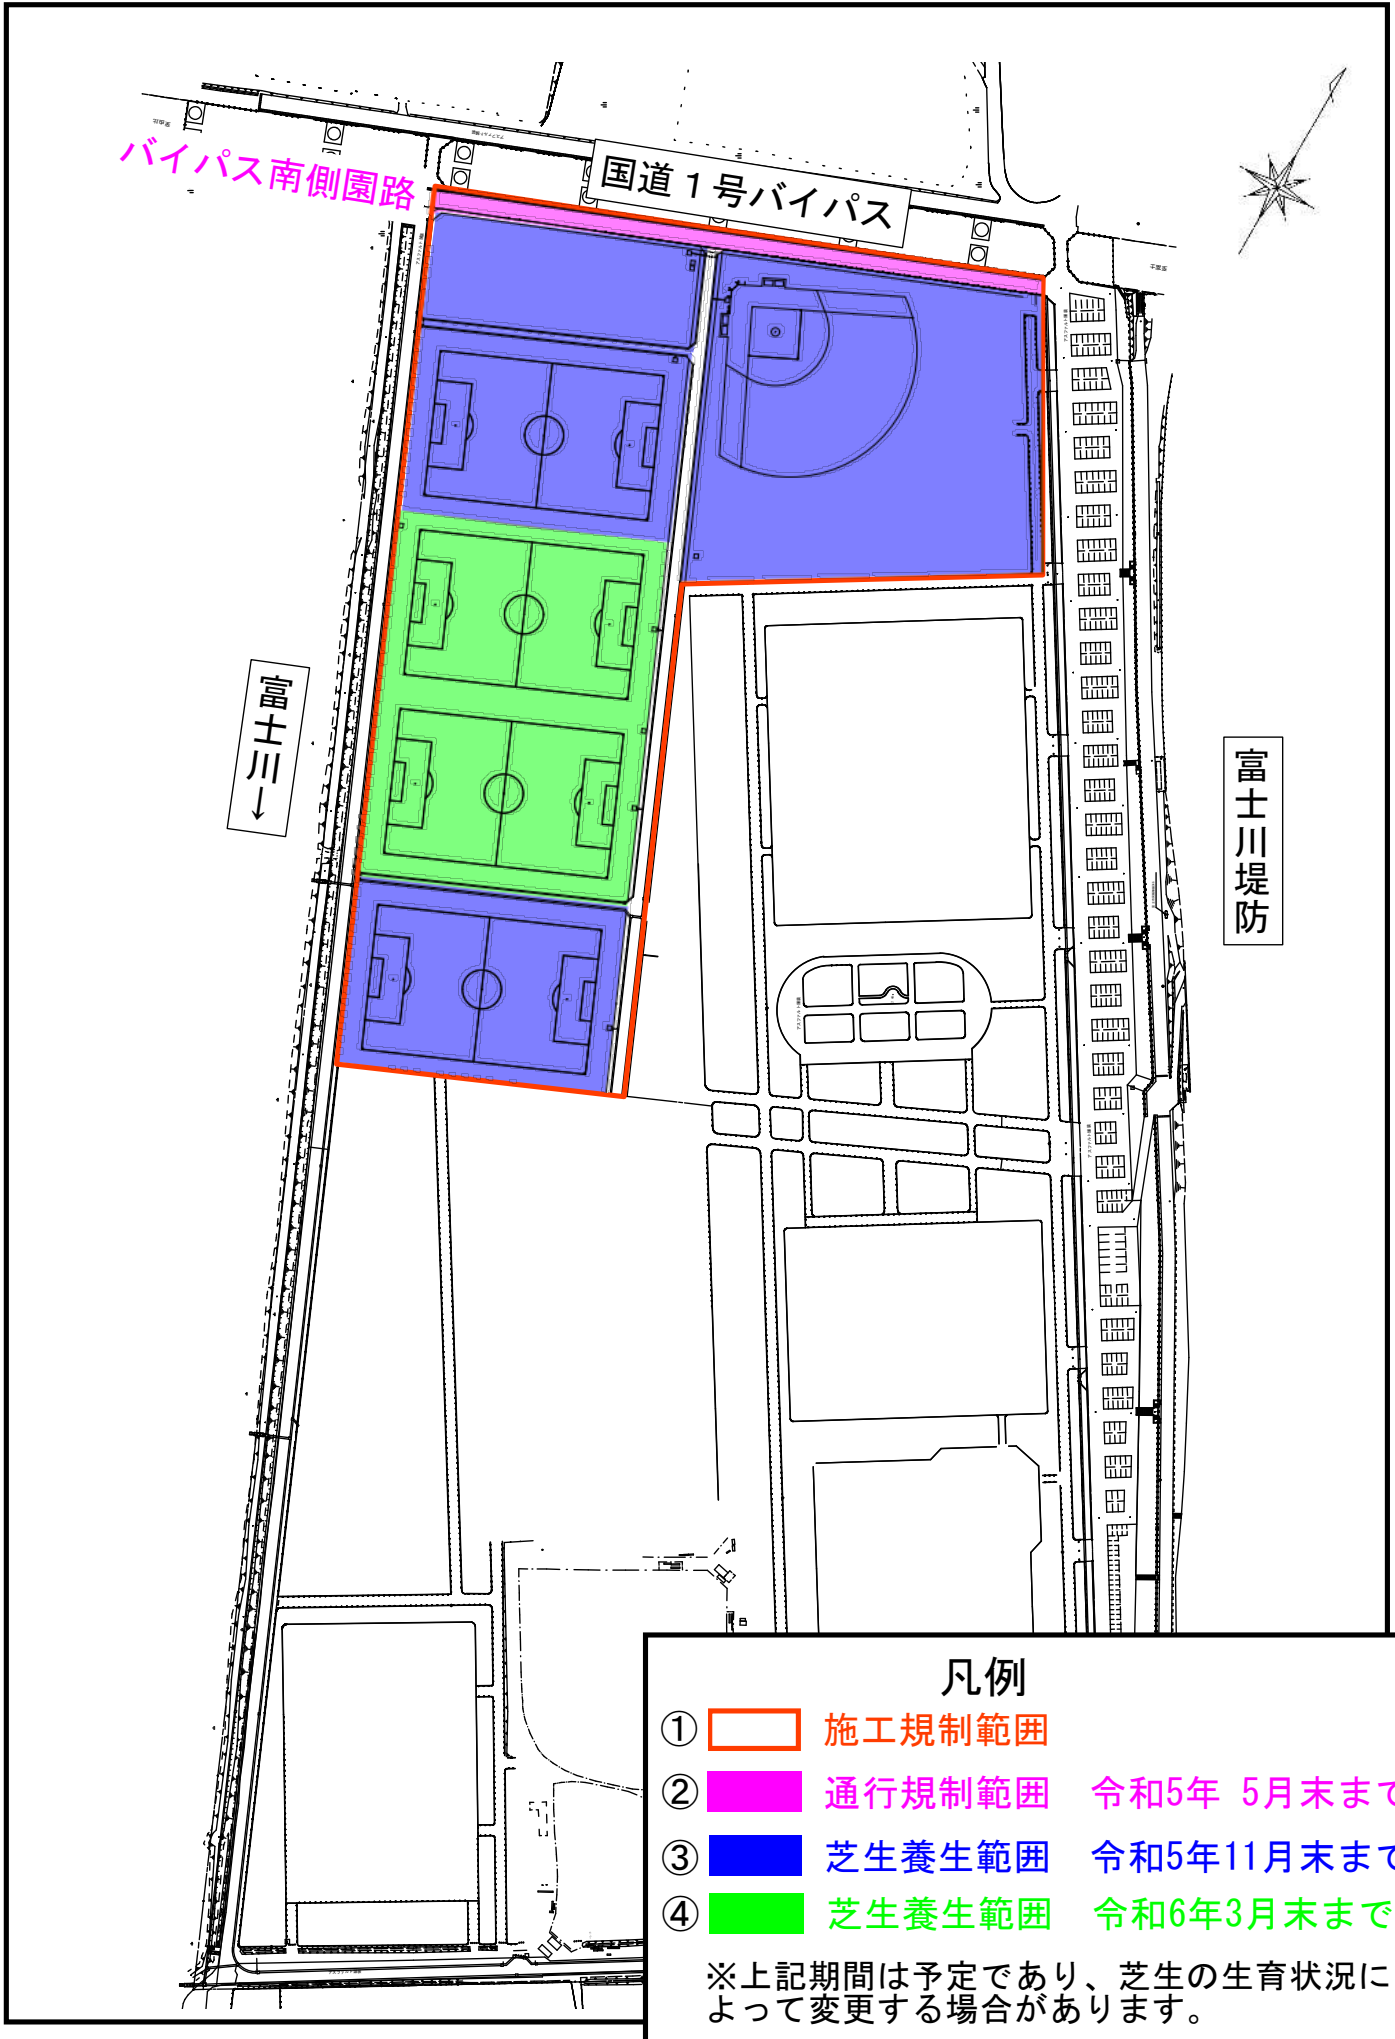 バイパス南側園路
国道1号バイパス
富士川↓
富士川堤防
凡例
① 施工規制範囲
② 通行規制範囲 令和5年 5月末まで
③ 芝生養生範囲 令和5年11月末まで
④ 芝生養生範囲 令和6年3月末まで
※上記期間は予定であり、芝生の生育状況に
よって変更する場合があります。